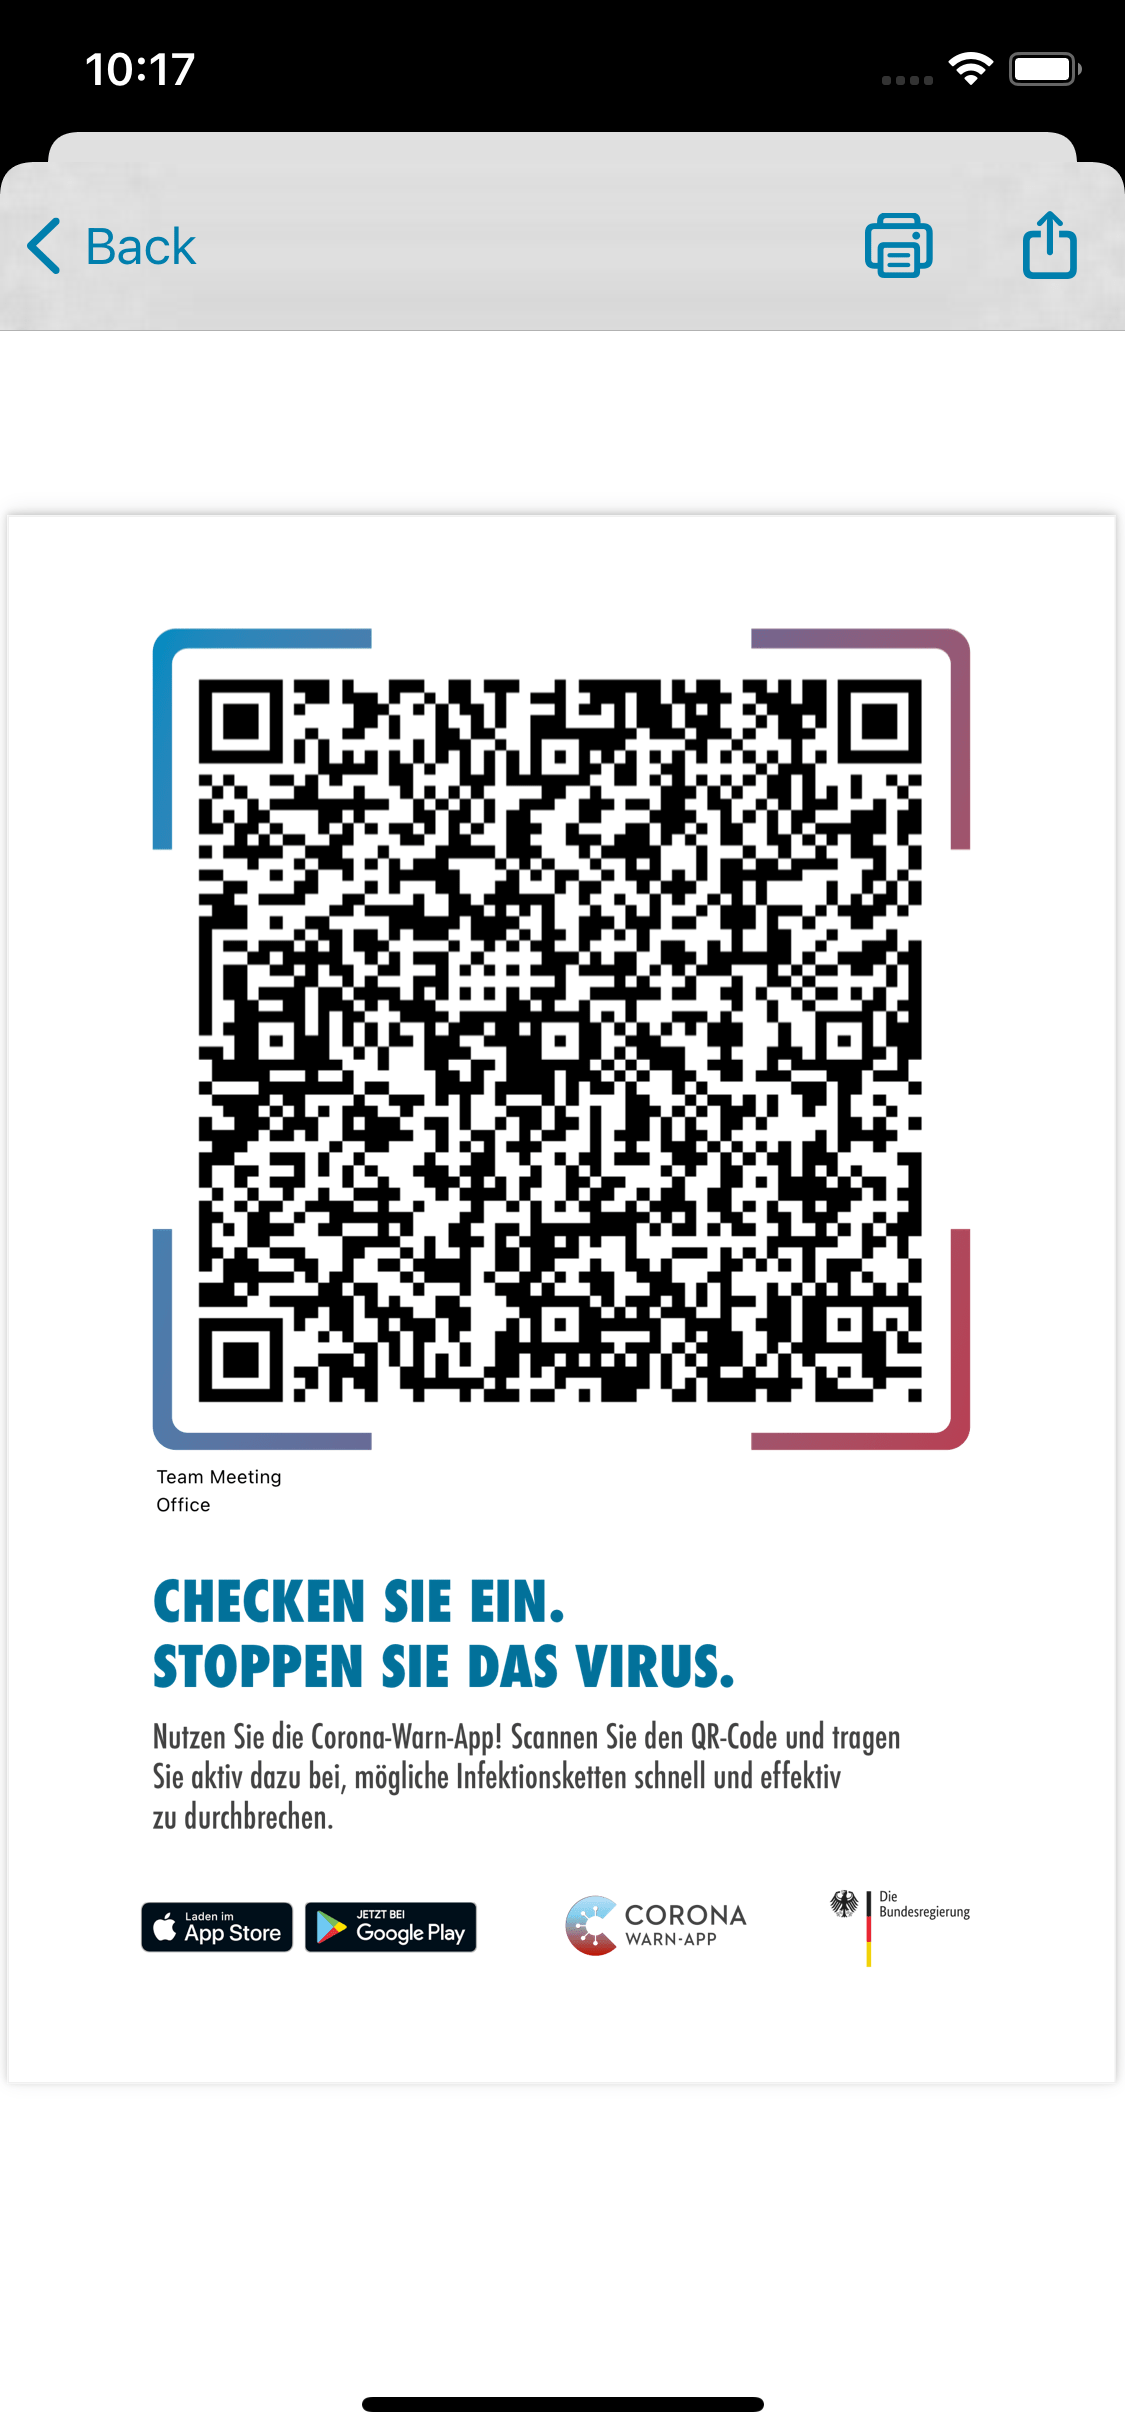 10:17
Back
Team Meeting
Office
CHECKEN SIE EIN.
STOPPEN SIE DAS VIRUS.
Nutzen Sie die Corona-Warn-App! Scannen Sie den QR-Code und tragen
Sie aktiv dazu bei, mögliche Infektionsketten schnell und effektiv
zu durchbrechen.
Laden im
App Store
JETZT BEI
Google Play
CORONA
WARN-APP
Die
Bundesregierung